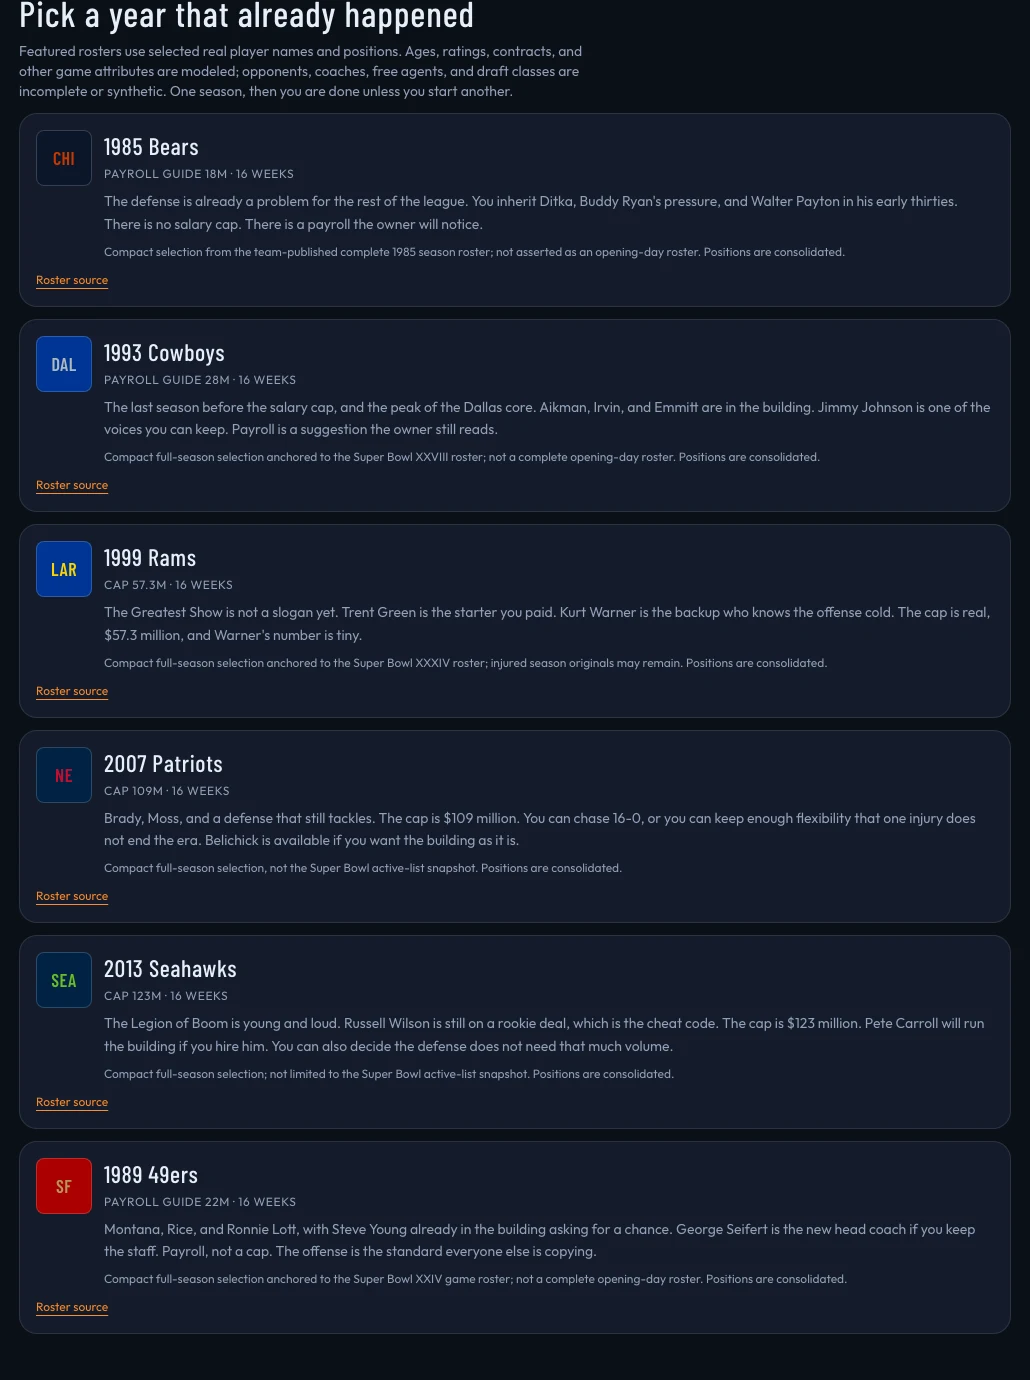 Pick a year that already happened
Featured rosters use selected real player names and positions. Ages, ratings, contracts, and
other game attributes are modeled; opponents, coaches, free agents, and draft classes are
incomplete or synthetic. One season, then you are done unless you start another.
CHI
1985 Bears
PAYROLL GUIDE 18M · 16 WEEKS
The defense is already a problem for the rest of the league. You inherit Ditka, Buddy Ryan's pressure, and Walter Payton in his early thirties.
There is no salary cap. There is a payroll the owner will notice.
Compact selection from the team-published complete 1985 season roster; not asserted as an opening-day roster. Positions are consolidated.
Roster source
DAL
1993 Cowboys
PAYROLL GUIDE 28M · 16 WEEKS
The last season before the salary cap, and the peak of the Dallas core. Aikman, Irvin, and Emmitt are in the building. Jimmy Johnson is one of the
voices you can keep. Payroll is a suggestion the owner still reads.
Compact full-season selection anchored to the Super Bowl XXVIII roster; not a complete opening-day roster. Positions are consolidated.
Roster source
LAR
1999 Rams
CAP 57.3M · 16 WEEKS
The Greatest Show is not a slogan yet. Trent Green is the starter you paid. Kurt Warner is the backup who knows the offense cold. The cap is real,
$57.3 million, and Warner's number is tiny.
Compact full-season selection anchored to the Super Bowl XXXIV roster; injured season originals may remain. Positions are consolidated.
Roster source
NE
2007 Patriots
CAP 109M · 16 WEEKS
Brady, Moss, and a defense that still tackles. The cap is $109 million. You can chase 16-0, or you can keep enough flexibility that one injury does
not end the era. Belichick is available if you want the building as it is.
Compact full-season selection, not the Super Bowl active-list snapshot. Positions are consolidated.
Roster source
SEA
2013 Seahawks
CAP 123M · 16 WEEKS
The Legion of Boom is young and loud. Russell Wilson is still on a rookie deal, which is the cheat code. The cap is $123 million. Pete Carroll will run
the building if you hire him. You can also decide the defense does not need that much volume.
Compact full-season selection; not limited to the Super Bowl active-list snapshot. Positions are consolidated.
Roster source
SF
1989 49ers
PAYROLL GUIDE 22M · 16 WEEKS
Montana, Rice, and Ronnie Lott, with Steve Young already in the building asking for a chance. George Seifert is the new head coach if you keep
the staff. Payroll, not a cap. The offense is the standard everyone else is copying.
Compact full-season selection anchored to the Super Bowl XXIV game roster; not a complete opening-day roster. Positions are consolidated.
Roster source